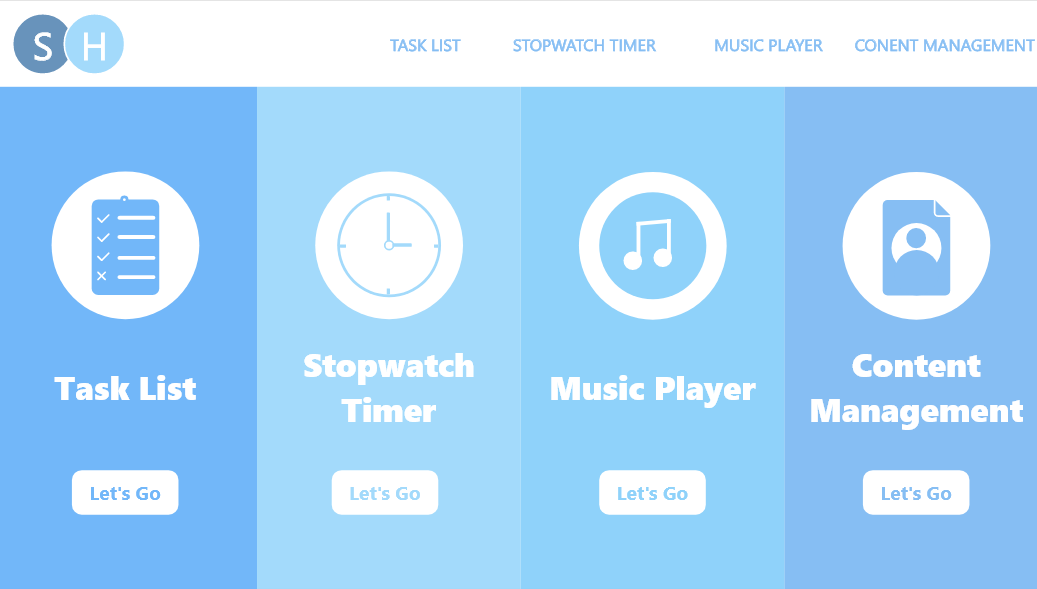 SH
TASK LIST STOPWATCH TIMER MUSIC PLAYER CONENT MANAGEMENT
Task List
Stopwatch
Timer
Music Player
Content
Management
Let's Go Let's Go Let's Go Let's Go